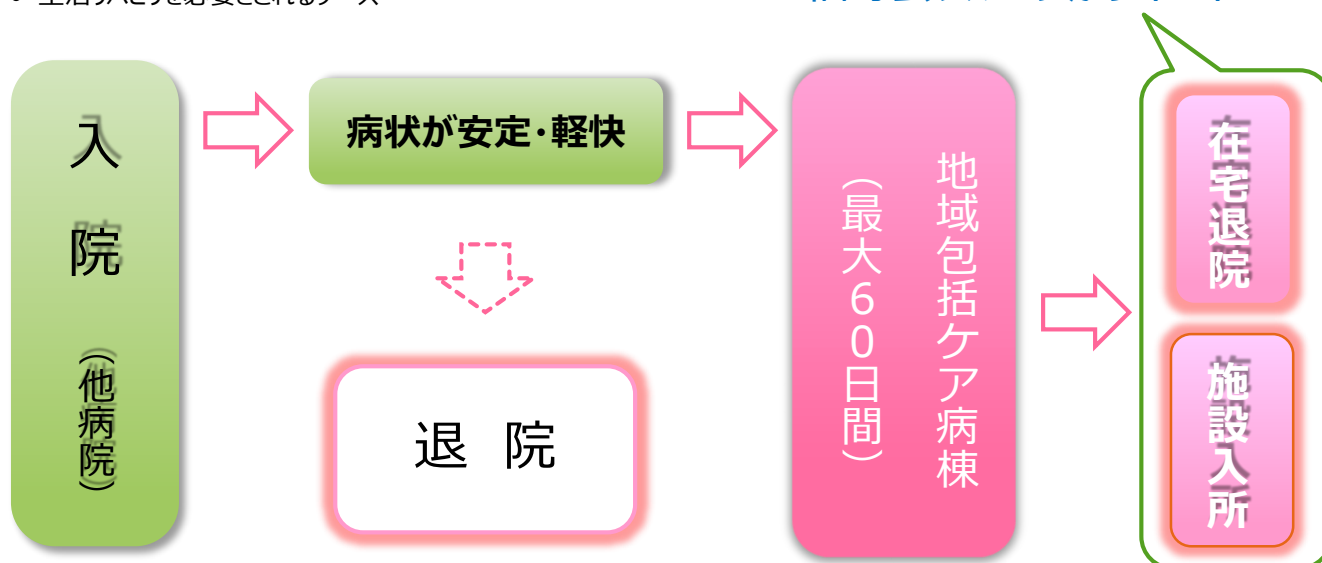 入院
（他病院）
病状が安定・軽快
退 院
地域包括ケア病棟
（最大６０日間）
在宅退院
施設入所